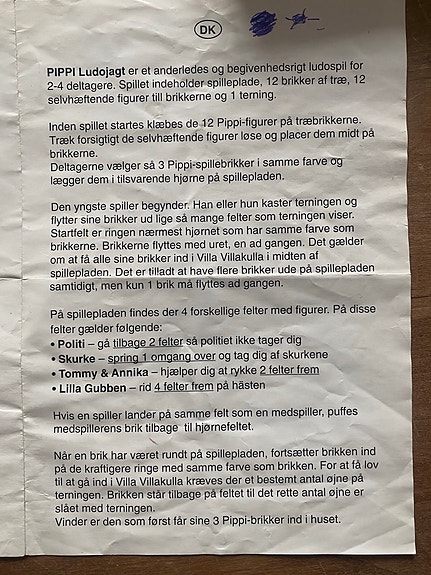 DK
PIPPI Ludojagt er et anderledes og begivenhedsrigt ludospil for
2-4 deltagere. Spillet indeholder spilleplade, 12 brikker af træ, 12
selvhæftende figurer til brikkerne og 1 terning.
Inden spillet startes klæbes de 12 Pippi-figurer på træbrikkerne.
Træk forsigtigt de selvhæftende figurer løse og placer dem midt på
brikkerne.
Deltagerne vælger så 3 Pippi-spillebrikker i samme farve og
lægger dem i tilsvarende hjørne på spillepladen.
Den yngste spiller begynder. Han eller hun kaster terningen og
flytter sine brikker ud lige så mange felter som terningen viser.
Startfelt er ringen nærmest hjørnet som har samme farve som
brikkerne. Brikkerne flyttes med uret, en ad gangen. Det gælder
om at få alle sine brikker ind i Villa Villakulla i midten af
spillepladen. Det er tilladt at have flere brikker ude på spillepladen
samtidigt, men kun 1 brik må flyttes ad gangen.
På spillepladen findes der 4 forskellige felter med figurer. På disse
felter gælder følgende:
• Politi – gå tilbage 2 felter så politiet ikke tager dig
• Skurke – spring 1 omgang over og tag dig af skurkene
• Tommy & Annika – hjælper dig at rykke 2 felter frem
• Lilla Gubben – rid 4 felter frem på hästen
Hvis en spiller lander på samme felt som en medspiller, puffes
medspillerens brik tilbage til hjørnefeltet.
Når en brik har været rundt på spillepladen, fortsætter brikken ind
på de kraftigere ringe med samme farve som brikken. For at få lov
til at gå ind i Villa Villakulla kræves der et bestemt antal øjne på
terningen. Brikken står tilbage på feltet til det rette antal øjne er
slået med terningen.
Vinder er den som først får sine 3 Pippi-brikker ind i huset.